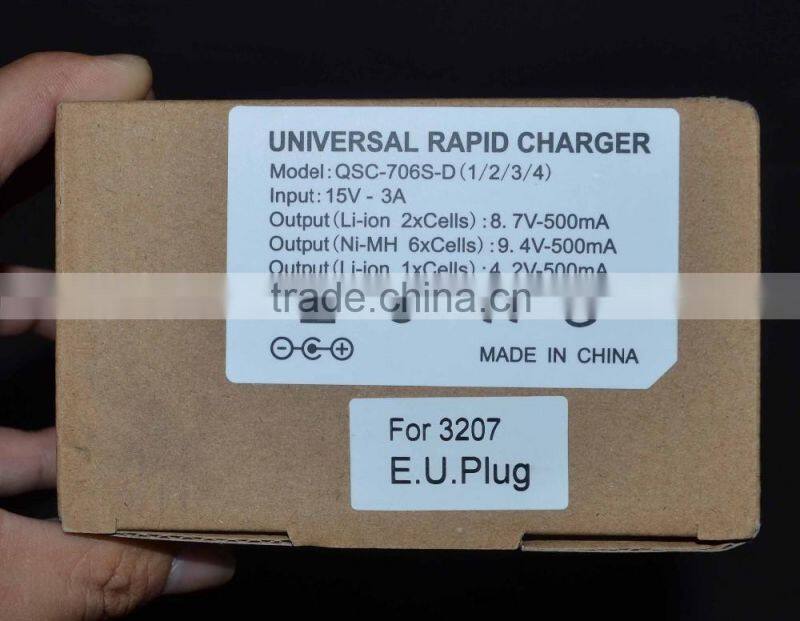 UNIVERSAL RAPID CHARGER
Model:QSC-706S-D(1/2/3/4)
Input:15V - 3A
Output(Li-ion 2xCells):8.7V-500mA
Output(Ni-MH 6xCells):9.4V-500mA
Output(Li-ion 1xCells):4.2V-500mA
trade.china.cn
MADE IN CHINA
For 3207
E.U.Plug